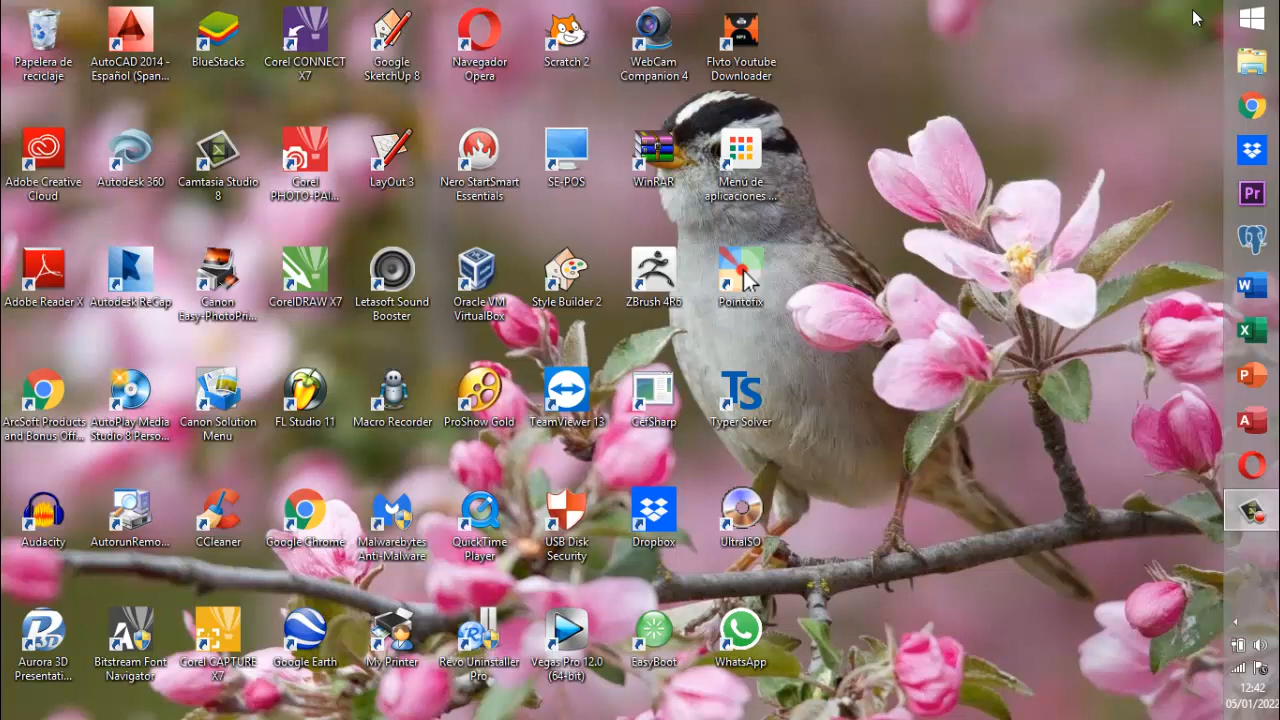 Papelera de
reciclaje
AutoCAD 2014 -
Español (Span...
BlueStacks
Corel CONNECT
X7
Google
SketchUp 8
Navegador
Opera
Scratch 2
WebCam
Companion 4
Flvto Youtube
Downloader
MP3
Adobe Creative
Cloud
Autodesk 360
Camtasia Studio
8
Corel
PHOTO-PAI...
LayOut 3
Nero StartSmart
Essentials
SE-POS
WinRAR
Menú de
aplicaciones ...
Adobe Reader X
Autodesk ReCap
Canon
Easy-PhotoPri...
CorelDRAW X7
Letasoft Sound
Booster
Oracle VM
VirtualBox
Style Builder 2
ZBrush 4R6
Pointofix
ArcSoft Products
and Bonus Off...
AutoPlay Media
Studio 8 Perso...
Canon Solution
Menu
FL Studio 11
Macro Recorder
ProShow Gold
TeamViewer 13
CefSharp
TS
Typer Solver
Audacity
AutorunRemo...
CCleaner
Google Chrome
Malwarebytes
Anti-Malware
QuickTime
Player
USB Disk
Security
Dropbox
UltraISO
Aurora 3D
Presentati...
Bitstream Font
Navigator
Corel CAPTURE
X7
Google Earth
My Printer
Revo Uninstaller
Pro
Vegas Pro 12.0
(64-bit)
EasyBoot
WhatsApp
Pr
W
X
P
A
12:42
05/01/2022